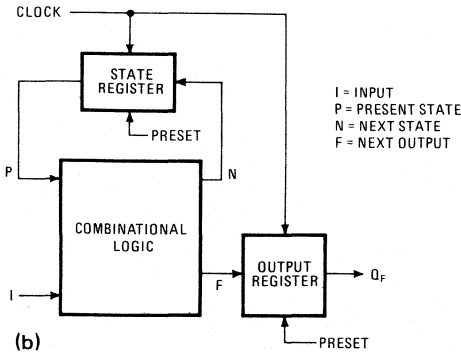 CLOCK
STATE
REGISTER
I = INPUT
P = PRESENT STATE
N = NEXT STATE
F = NEXT OUTPUT
PRESET
P
N
COMBINATIONAL
LOGIC
OUTPUT
REGISTER
F
Q_F
I
(b)
PRESET